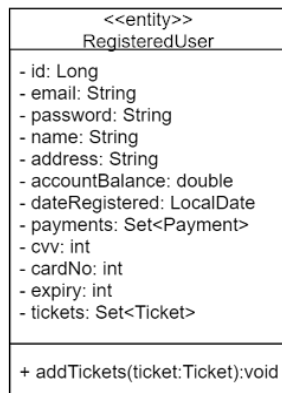 <<entity>>
RegisteredUser
- id: Long
- email: String
- password: String
- name: String
- address: String
- accountBalance: double
- dateRegistered: LocalDate
- payments: Set<Payment>
- cvv: int
- cardNo: int
- expiry: int
- tickets: Set<Ticket>
+ addTickets(ticket:Ticket):void